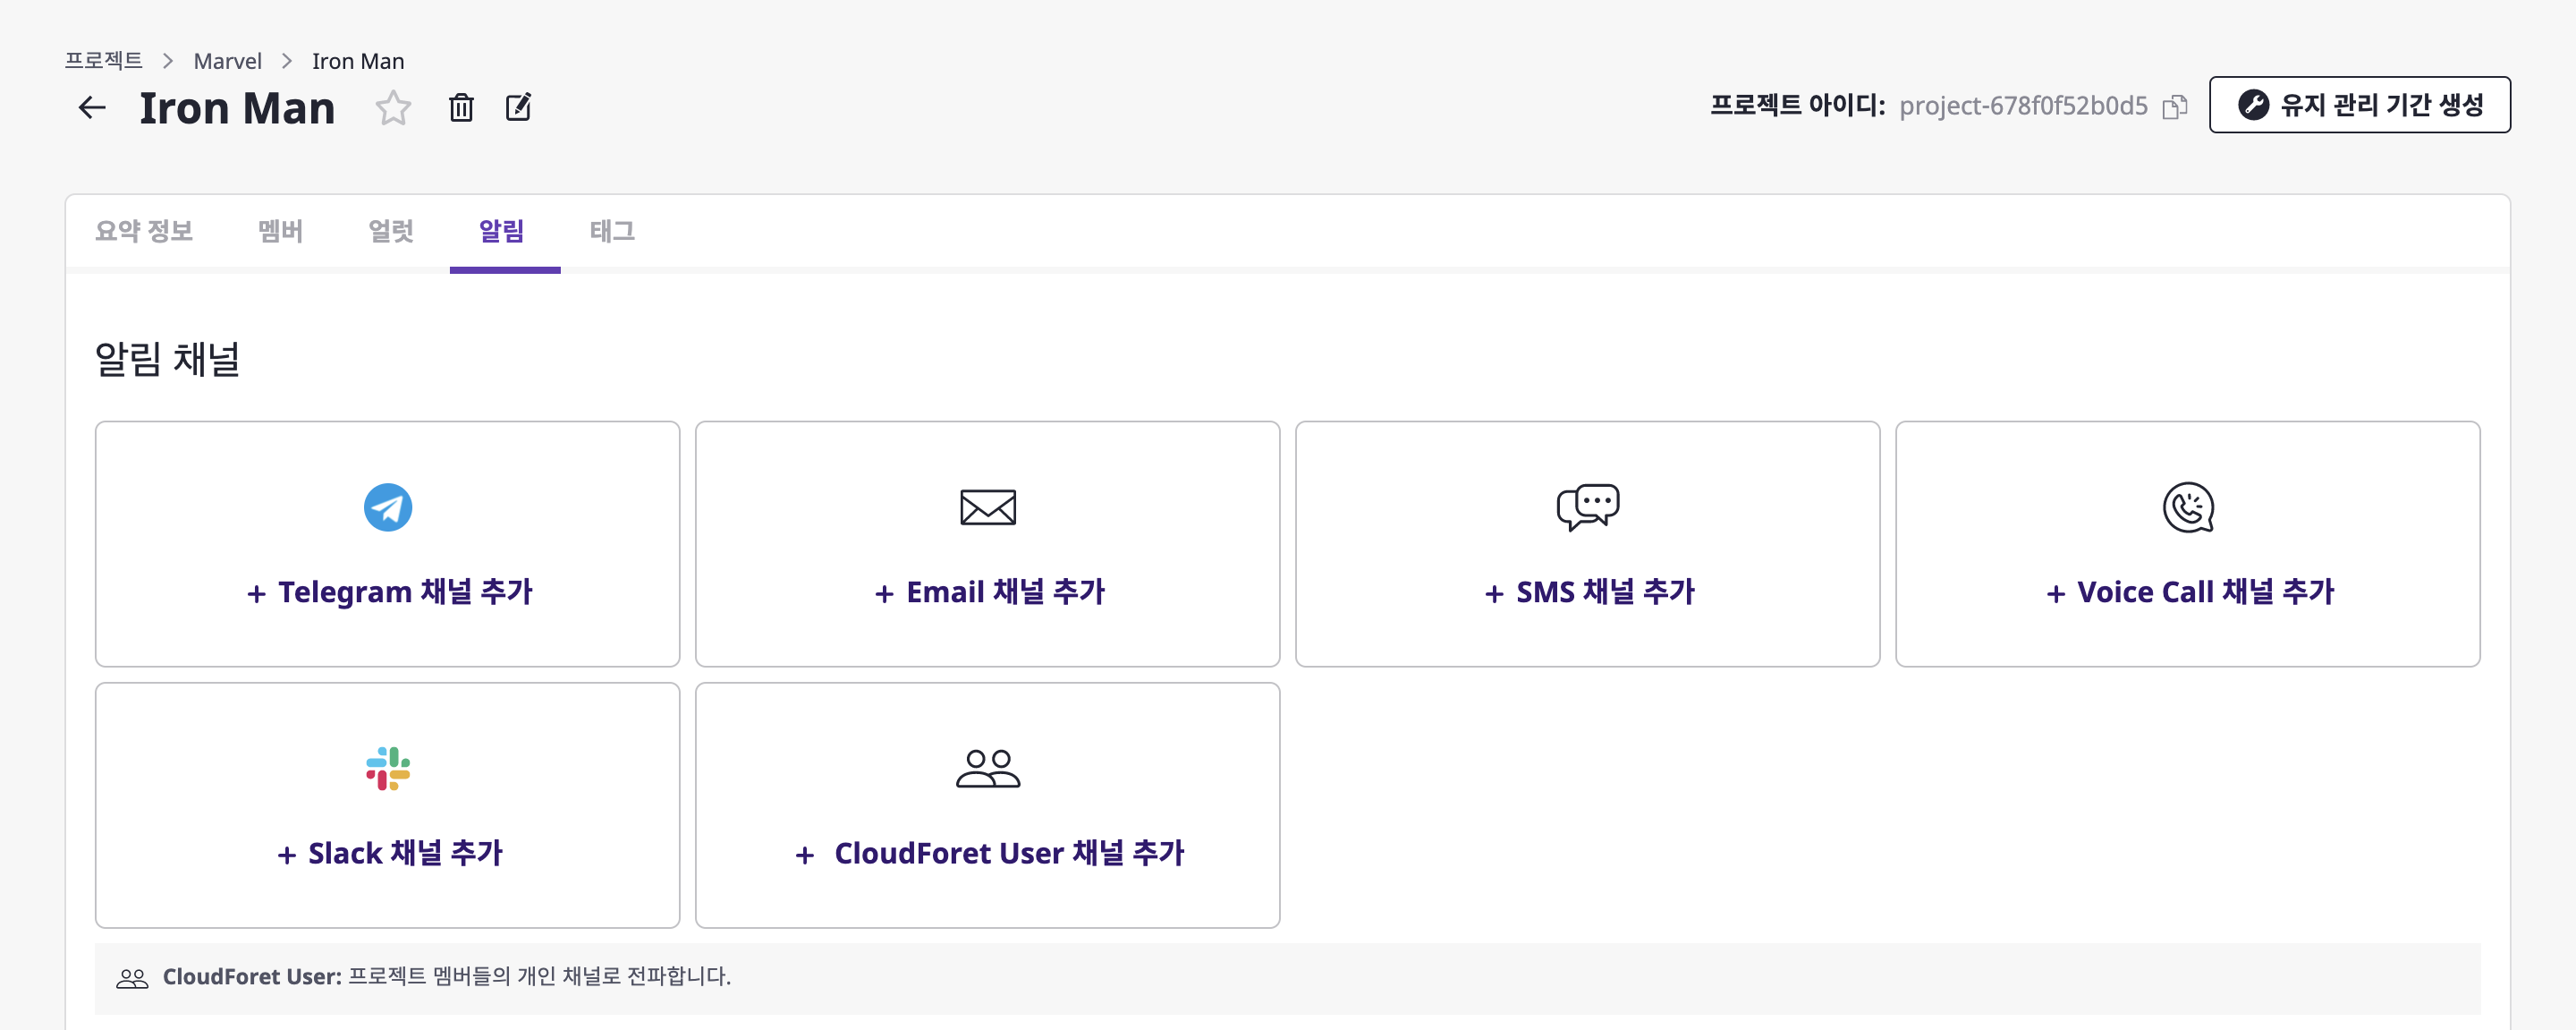 프로젝트 > Marvel > Iron Man
Iron Man
프로젝트 아이디: project-678f0f52b0d5
유지 관리 기간 생성
요약 정보 멤버 얼럿 알림 태그
알림 채널
+ Telegram 채널 추가
+ Email 채널 추가
+ SMS 채널 추가
+ Voice Call 채널 추가
+ Slack 채널 추가
+ CloudForet User 채널 추가
CloudForet User: 프로젝트 멤버들의 개인 채널로 전파합니다.